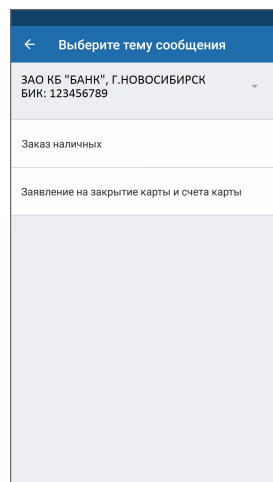 Выберите тему сообщения
ЗАО КБ "БАНК", Г.НОВОСИБИРСК
БИК: 123456789
Заказ наличных
Заявление на закрытие карты и счета карты